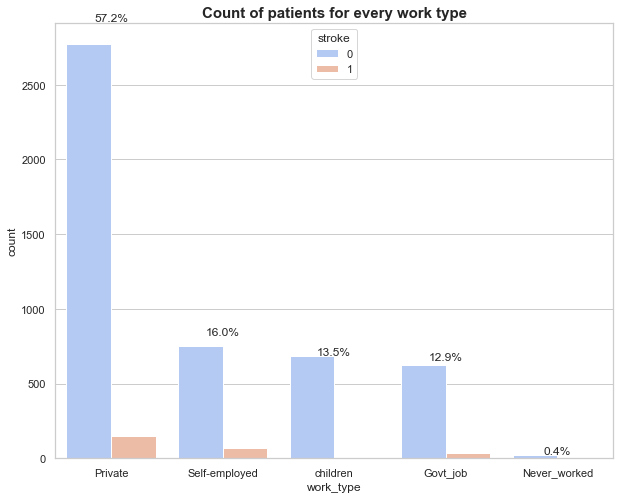 Count of patients for every work type
57.2%
stroke
0
1
2500
2000
1500
1000
500
0
count
16.0%
13.5%
12.9%
0.4%
Private
Self-employed
children
Govt_job
Never_worked
work_type